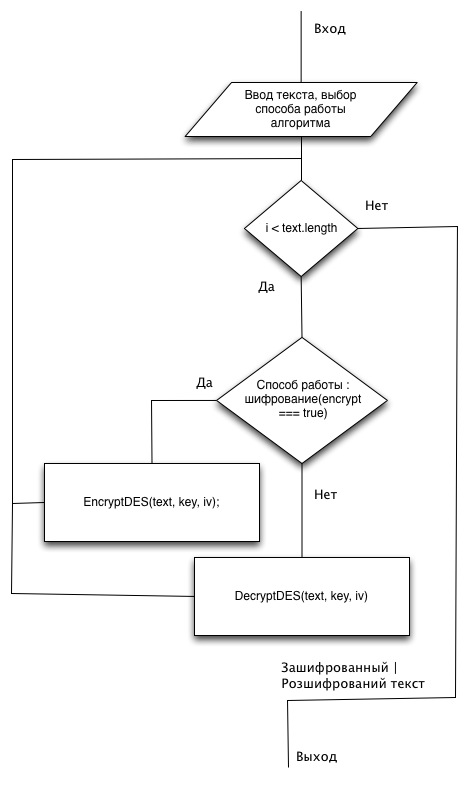 Вход
Ввод текста, выбор
способа работы
алгоритма
i < text.length
Нет
Да
Способ работы :
шифрование(encrypt
=== true)
Да
EncryptDES(text, key, iv);
Нет
DecryptDES(text, key, iv)
Зашифрованный |
Розшифрований текст
Выход